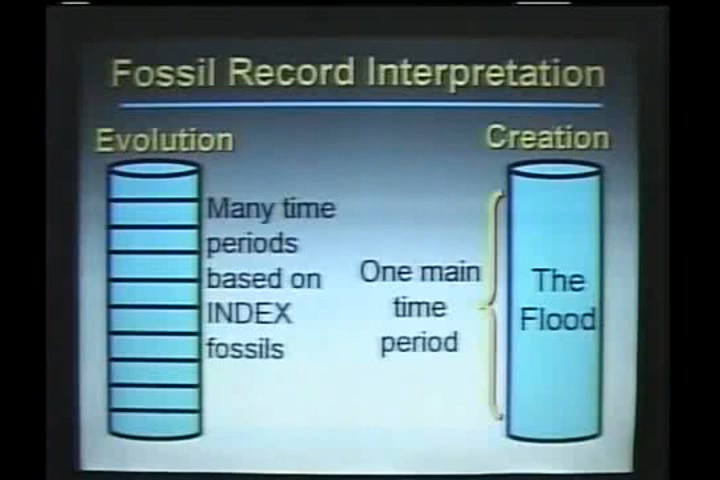 Fossil Record Interpretation
Evolution
Many time
periods
based on
INDEX
fossils
Creation
One main
time
period
The
Flood